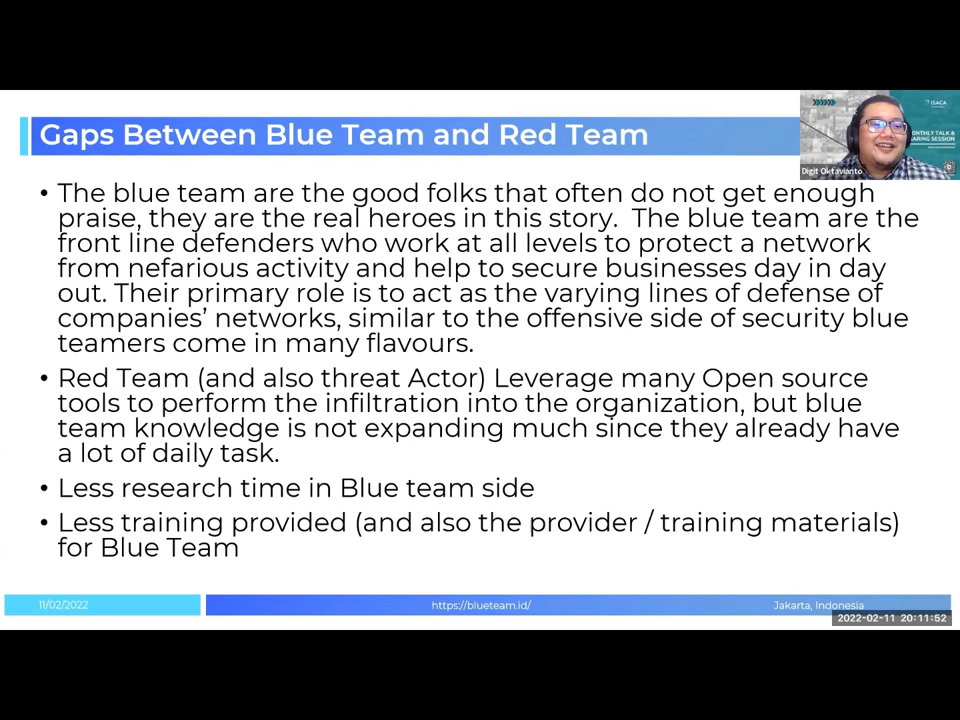 Gaps Between Blue Team and Red Team
ISACA
MONTHLY TALK &
SHARING SESSION
Digit Oktavianto
• The blue team are the good folks that often do not get enough
praise, they are the real heroes in this story.  The blue team are the
front line defenders who work at all levels to protect a network
from nefarious activity and help to secure businesses day in day
out. Their primary role is to act as the varying lines of defense of
companies’ networks, similar to the offensive side of security blue
teamers come in many flavours.
• Red Team (and also threat Actor) Leverage many Open source
tools to perform the infiltration into the organization, but blue
team knowledge is not expanding much since they already have
a lot of daily task.
• Less research time in Blue team side
• Less training provided (and also the provider / training materials)
for Blue Team
11/02/2022
https://blueteam.id/
Jakarta, Indonesia
2022-02-11 20:11:52